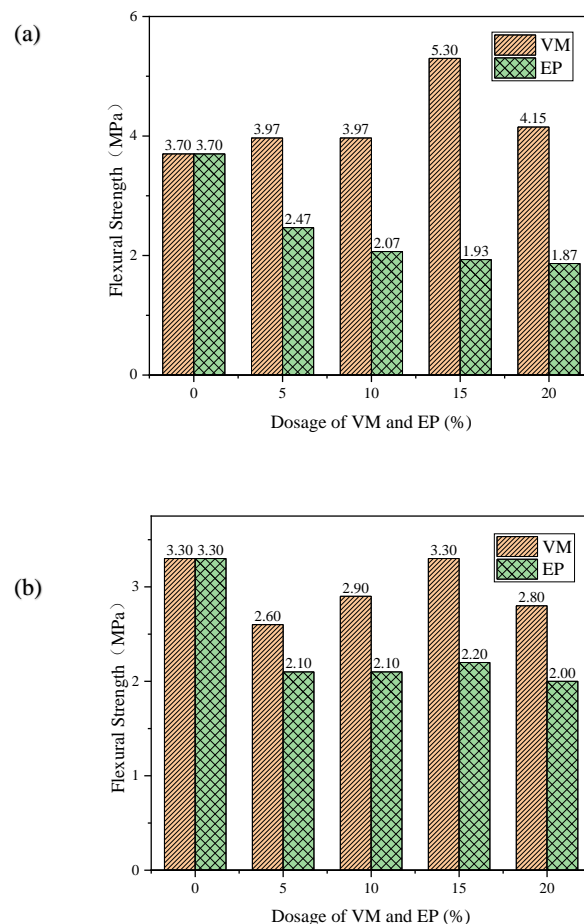 (a)
6
4
2
0
Flexural Strength（MPa）
VM
EP
3.70 3.70
3.97
2.47
3.97
2.07
5.30
1.93
4.15
1.87
0 5 10 15 20
Dosage of VM and EP (%)
(b)
3
2
1
0
Flexural Strength（MPa）
VM
EP
3.30 3.30
2.60
2.10
2.90
2.10
3.30
2.20
2.80
2.00
0 5 10 15 20
Dosage of VM and EP (%)